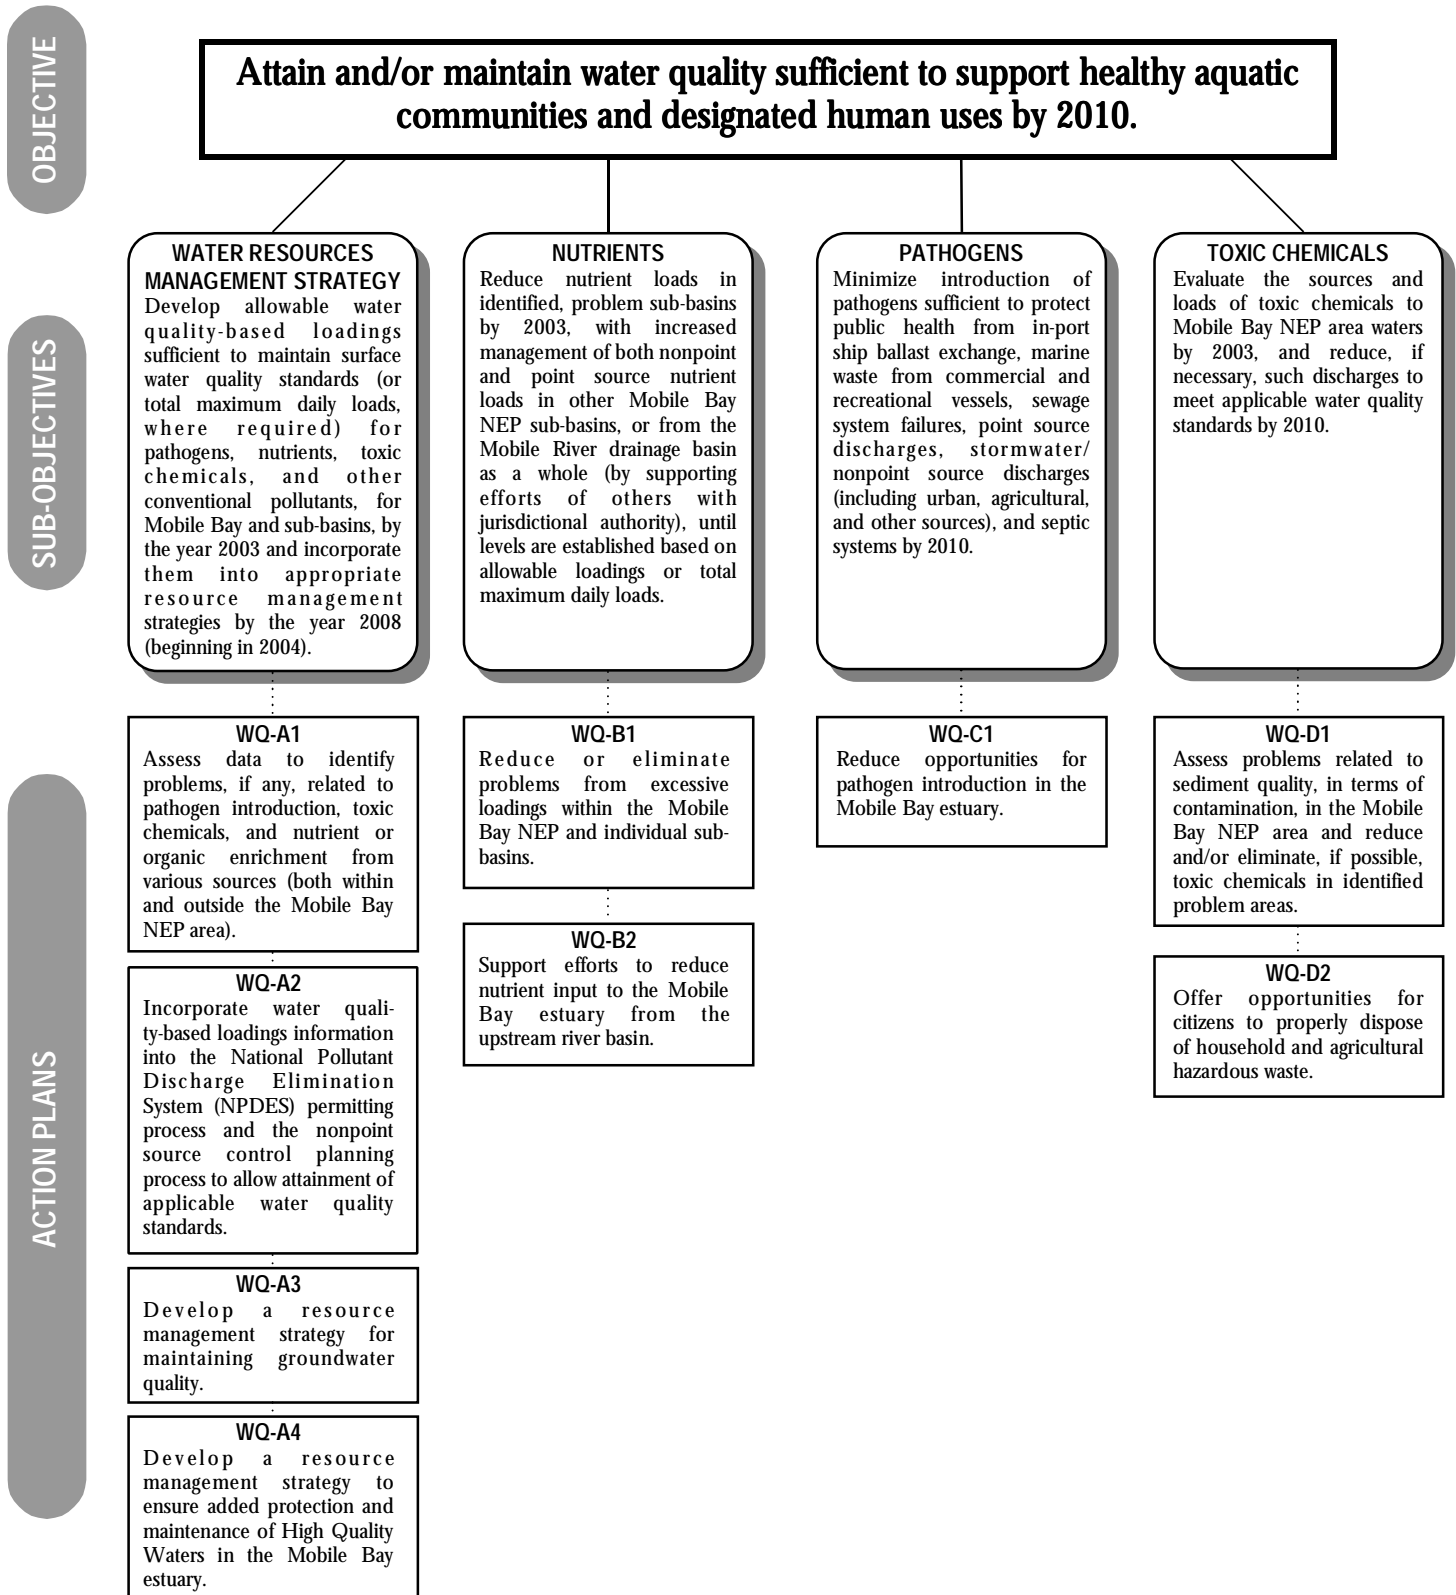 OBJECTIVE
Attain and/or maintain water quality sufficient to support healthy aquatic
communities and designated human uses by 2010.
SUB-OBJECTIVES
WATER RESOURCES
MANAGEMENT STRATEGY
Develop allowable water
quality-based loadings
sufficient to maintain surface
water quality standards (or
total maximum daily loads,
where required) for
pathogens, nutrients, toxic
chemicals, and other
conventional pollutants, for
Mobile Bay and sub-basins, by
the year 2003 and incorporate
them into appropriate
resource management
strategies by the year 2008
(beginning in 2004).
NUTRIENTS
Reduce nutrient loads in
identified, problem sub-basins
by 2003, with increased
management of both nonpoint
and point source nutrient
loads in other Mobile Bay
NEP sub-basins, or from the
Mobile River drainage basin
as a whole (by supporting
efforts of others with
jurisdictional authority), until
levels are established based on
allowable loadings or total
maximum daily loads.
PATHOGENS
Minimize introduction of
pathogens sufficient to protect
public health from in-port
ship ballast exchange, marine
waste from commercial and
recreational vessels, sewage
system failures, point source
discharges, stormwater/
nonpoint source discharges
(including urban, agricultural,
and other sources), and septic
systems by 2010.
TOXIC CHEMICALS
Evaluate the sources and
loads of toxic chemicals to
Mobile Bay NEP area waters
by 2003, and reduce, if
necessary, such discharges to
meet applicable water quality
standards by 2010.
ACTION PLANS
WQ-A1
Assess data to identify
problems, if any, related to
pathogen introduction, toxic
chemicals, and nutrient or
organic enrichment from
various sources (both within
and outside the Mobile Bay
NEP area).
WQ-A2
Incorporate water quali-
ty-based loadings information
into the National Pollutant
Discharge Elimination
System (NPDES) permitting
process and the nonpoint
source control planning
process to allow attainment of
applicable water quality
standards.
WQ-A3
Develop a resource
management strategy for
maintaining groundwater
quality.
WQ-A4
Develop a resource
management strategy to
ensure added protection and
maintenance of High Quality
Waters in the Mobile Bay
estuary.
WQ-B1
Reduce or eliminate
problems from excessive
loadings within the Mobile
Bay NEP and individual sub-
basins.
WQ-B2
Support efforts to reduce
nutrient input to the Mobile
Bay estuary from the
upstream river basin.
WQ-C1
Reduce opportunities for
pathogen introduction in the
Mobile Bay estuary.
WQ-D1
Assess problems related to
sediment quality, in terms of
contamination, in the Mobile
Bay NEP area and reduce
and/or eliminate, if possible,
toxic chemicals in identified
problem areas.
WQ-D2
Offer opportunities for
citizens to properly dispose
of household and agricultural
hazardous waste.